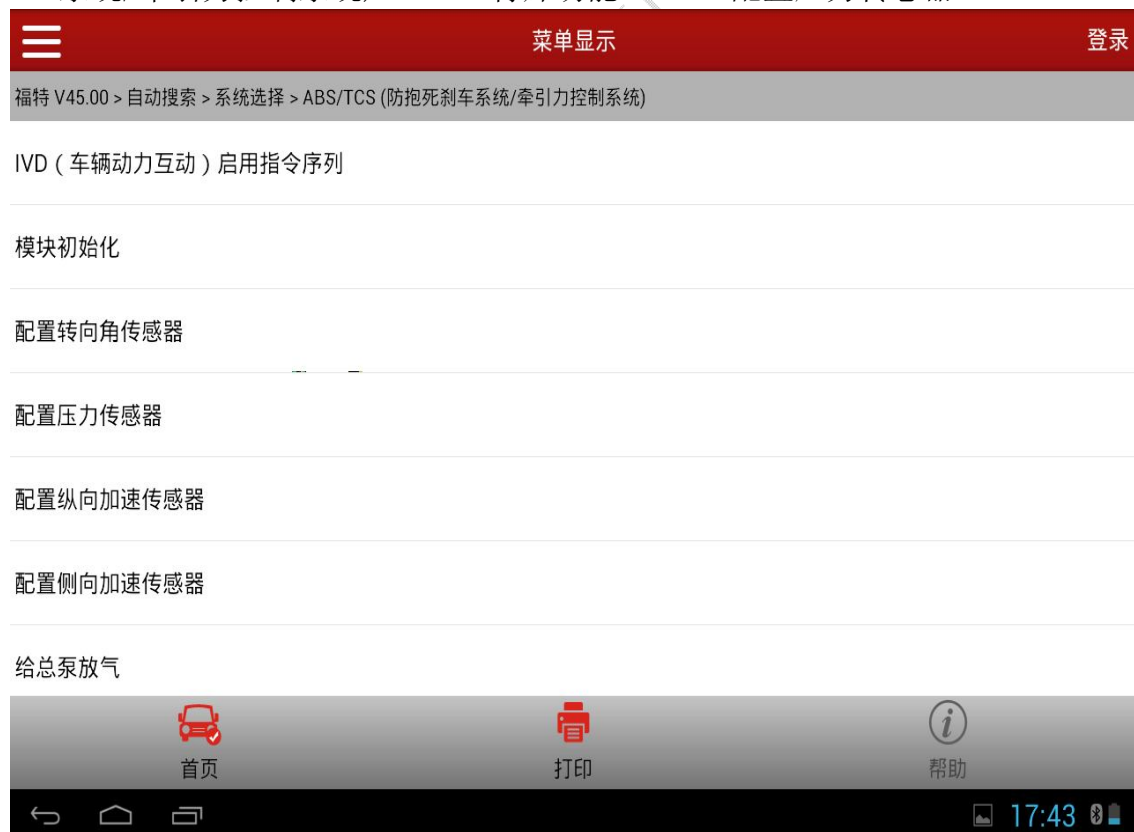 菜单显示
登录
福特 V45.00 > 自动搜索 > 系统选择 > ABS/TCS (防抱死刹车系统/牵引力控制系统)
IVD（车辆动力互动）启用指令序列
模块初始化
配置转向角传感器
配置压力传感器
配置纵向加速传感器
配置侧向加速传感器
给总泵放气
首页
打印
帮助
17:43